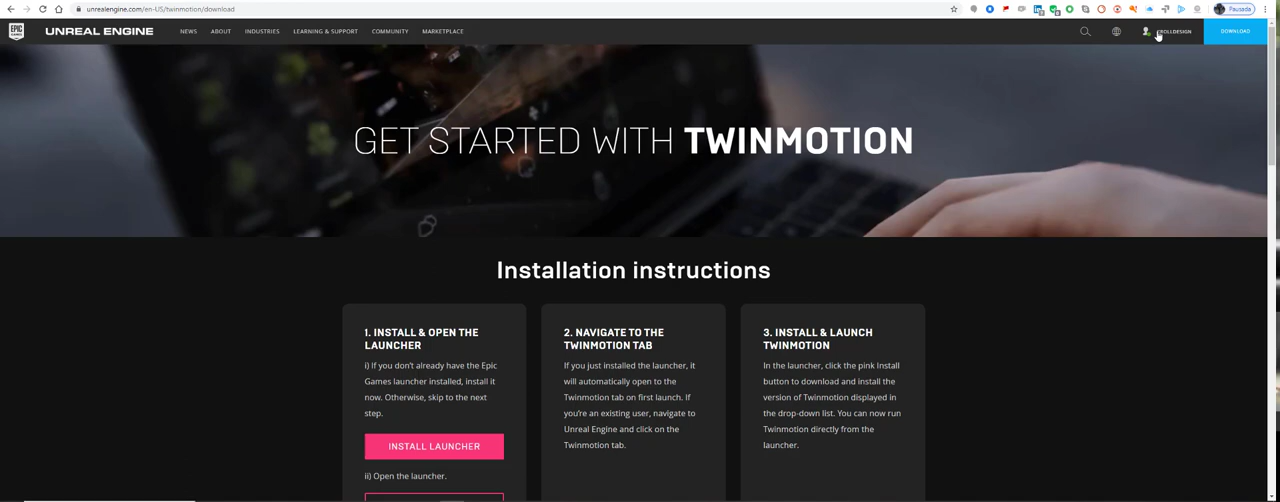 unrealengine.com/en-US/twinmotion/download
Pausada
EPIC GAMES
UNREAL ENGINE
NEWS
ABOUT
INDUSTRIES
LEARNING & SUPPORT
COMMUNITY
MARKETPLACE
DOWNLOAD
GET STARTED WITH TWINMOTION
Installation instructions
1. INSTALL & OPEN THE
LAUNCHER
i) If you don't already have the Epic
Games launcher installed, install it
now. Otherwise, skip to the next
step.
INSTALL LAUNCHER
ii) Open the launcher.
2. NAVIGATE TO THE
TWINMOTION TAB
If you just installed the launcher, it
will automatically open to the
Twinmotion tab on first launch. If
you're an existing user, navigate to
Unreal Engine and click on the
Twinmotion tab.
3. INSTALL & LAUNCH
TWINMOTION
In the launcher, click the pink Install
button to download and install the
version of Twinmotion displayed in
the drop-down list. You can now run
Twinmotion directly from the
launcher.